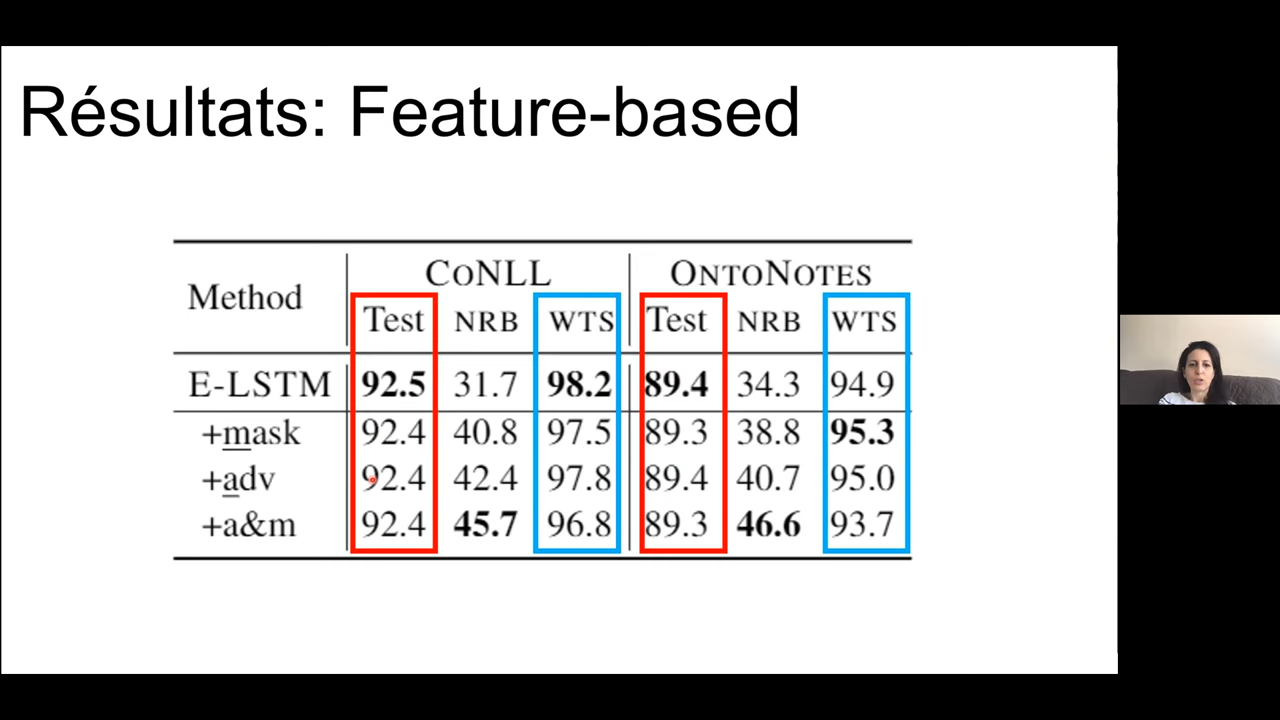 Résultats: Feature-based
Method CoNLL OntoNotes
Test NRB WTS Test NRB WTS
E-LSTM 92.5 31.7 98.2 89.4 34.3 94.9
+mask 92.4 40.8 97.5 89.3 38.8 95.3
+adv 92.4 42.4 97.8 89.4 40.7 95.0
+a&m 92.4 45.7 96.8 89.3 46.6 93.7